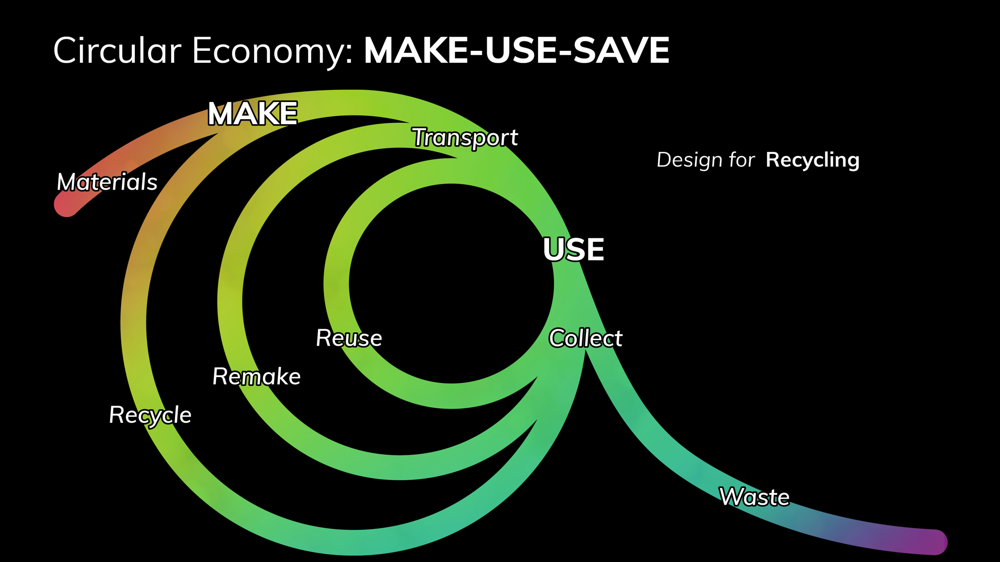 Circular Economy: MAKE-USE-SAVE
MAKE
Transport
Design for Recycling
Materials
USE
Reuse
Collect
Remake
Recycle
Waste